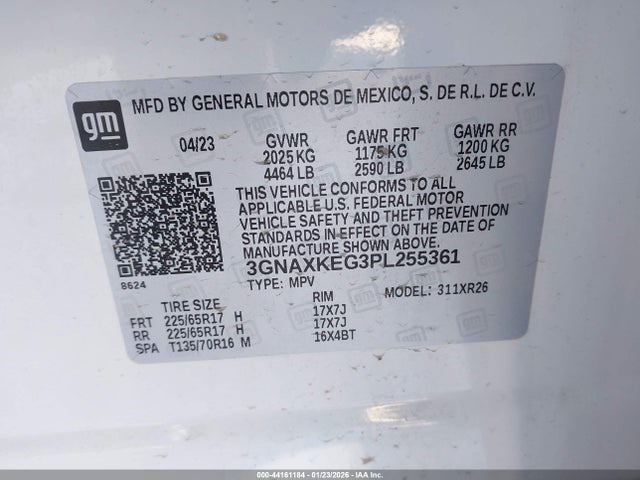 gm
MFD BY GENERAL MOTORS DE MEXICO, S. DE R.L. DE C.V.
04/23 GVWR GAWR FRT GAWR RR
2025 KG 1175 KG 1200 KG
4464 LB 2590 LB 2645 LB
THIS VEHICLE CONFORMS TO ALL
APPLICABLE U.S. FEDERAL MOTOR
VEHICLE SAFETY AND THEFT PREVENTION
STANDARDS IN EFFECT ON THE DATE OF
MANUFACTURE SHOWN ABOVE.
3GNAXKEG3PL255361
8624 TYPE: MPV MODEL: 311XR26
TIRE SIZE RIM
FRT 225/65R17 H 17X7J
RR 225/65R17 H 17X7J
SPA T135/70R16 M 16X4BT
000-44161184 - 01/23/2026 - IAAI.COM